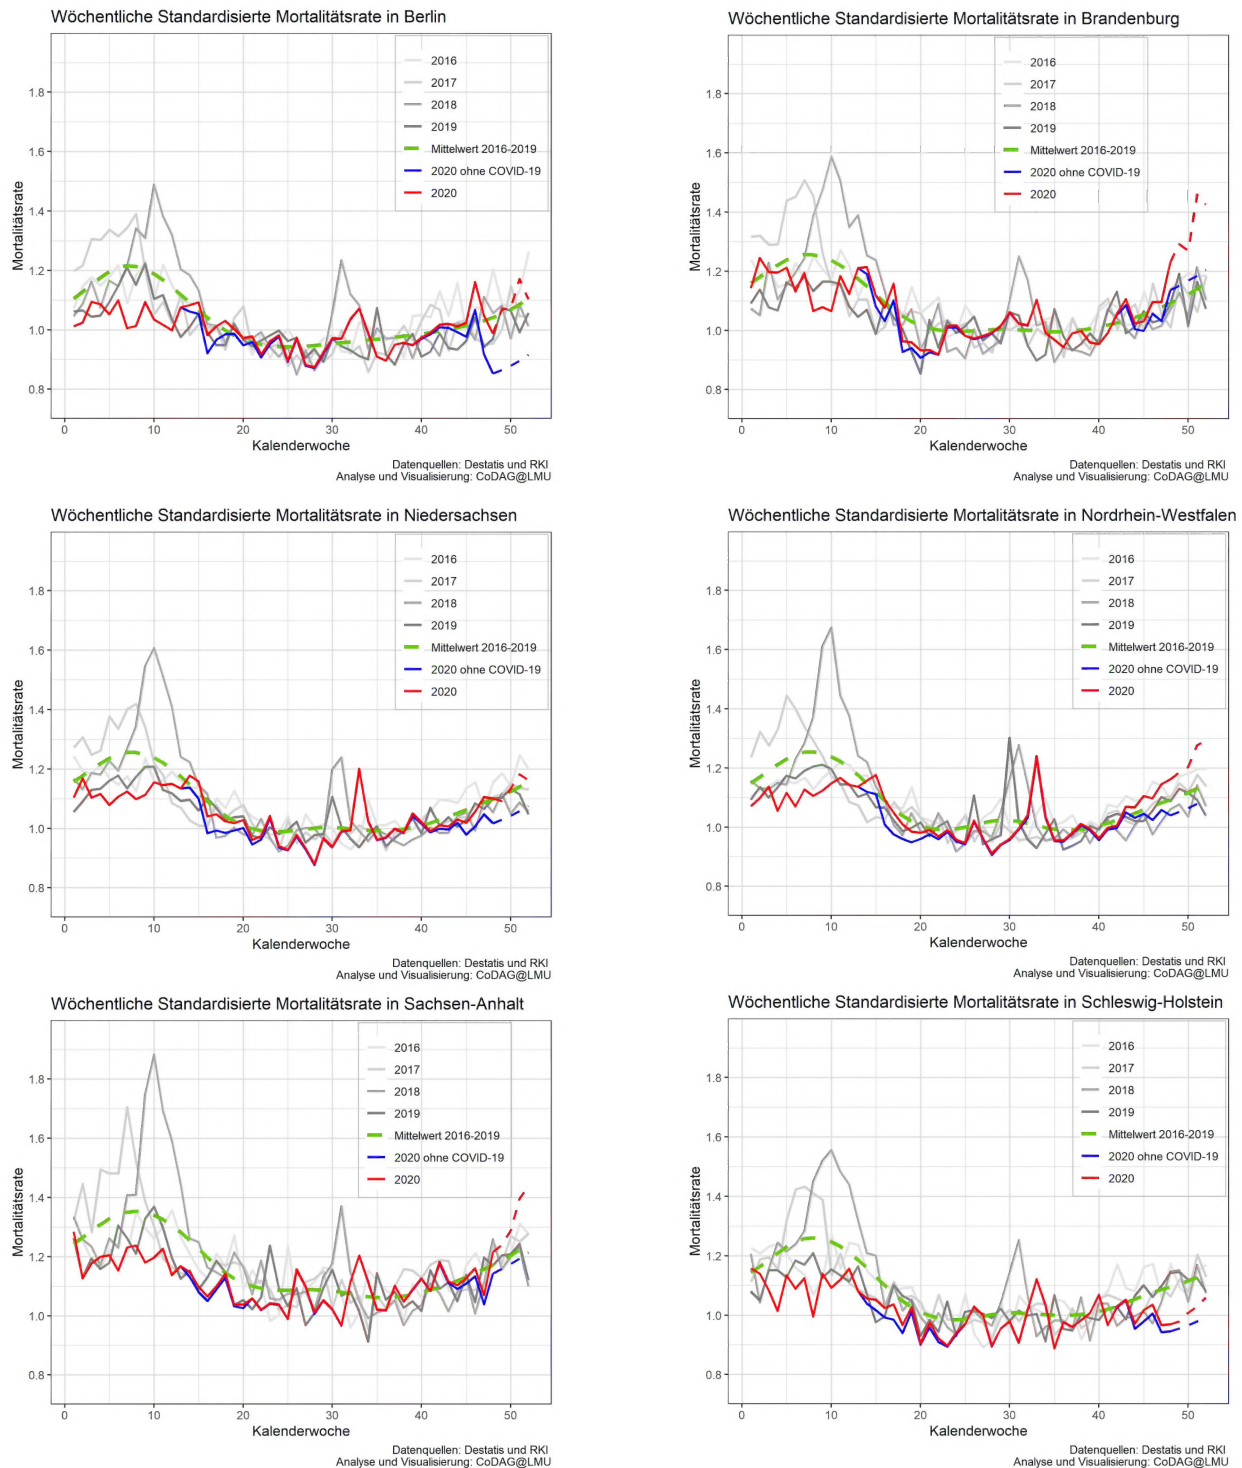 Wöchentliche Standardisierte Mortalitätsrate in Berlin
2016
2017
2018
2019
Mittelwert 2016-2019
2020 ohne COVID-19
2020
Mortalitätsrate
1.8
1.6
1.4
1.2
1.0
0.8
0
10
20
30
40
50
Kalenderwoche
Datenquellen: Destatis und RKI
Analyse und Visualisierung: CoDAG@LMU
Wöchentliche Standardisierte Mortalitätsrate in Brandenburg
2016
2017
2018
2019
Mittelwert 2016-2019
2020 ohne COVID-19
2020
Mortalitätsrate
1.8
1.6
1.4
1.2
1.0
0.8
0
10
20
30
40
50
Kalenderwoche
Datenquellen: Destatis und RKI
Analyse und Visualisierung: CoDAG@LMU
Wöchentliche Standardisierte Mortalitätsrate in Niedersachsen
2016
2017
2018
2019
Mittelwert 2016-2019
2020 ohne COVID-19
2020
Mortalitätsrate
1.8
1.6
1.4
1.2
1.0
0.8
0
10
20
30
40
50
Kalenderwoche
Datenquellen: Destatis und RKI
Analyse und Visualisierung: CoDAG@LMU
Wöchentliche Standardisierte Mortalitätsrate in Nordrhein-Westfalen
2016
2017
2018
2019
Mittelwert 2016-2019
2020 ohne COVID-19
2020
Mortalitätsrate
1.8
1.6
1.4
1.2
1.0
0.8
0
10
20
30
40
50
Kalenderwoche
Datenquellen: Destatis und RKI
Analyse und Visualisierung: CoDAG@LMU
Wöchentliche Standardisierte Mortalitätsrate in Sachsen-Anhalt
2016
2017
2018
2019
Mittelwert 2016-2019
2020 ohne COVID-19
2020
Mortalitätsrate
1.8
1.6
1.4
1.2
1.0
0.8
0
10
20
30
40
50
Kalenderwoche
Datenquellen: Destatis und RKI
Analyse und Visualisierung: CoDAG@LMU
Wöchentliche Standardisierte Mortalitätsrate in Schleswig-Holstein
2016
2017
2018
2019
Mittelwert 2016-2019
2020 ohne COVID-19
2020
Mortalitätsrate
1.8
1.6
1.4
1.2
1.0
0.8
0
10
20
30
40
50
Kalenderwoche
Datenquellen: Destatis und RKI
Analyse und Visualisierung: CoDAG@LMU